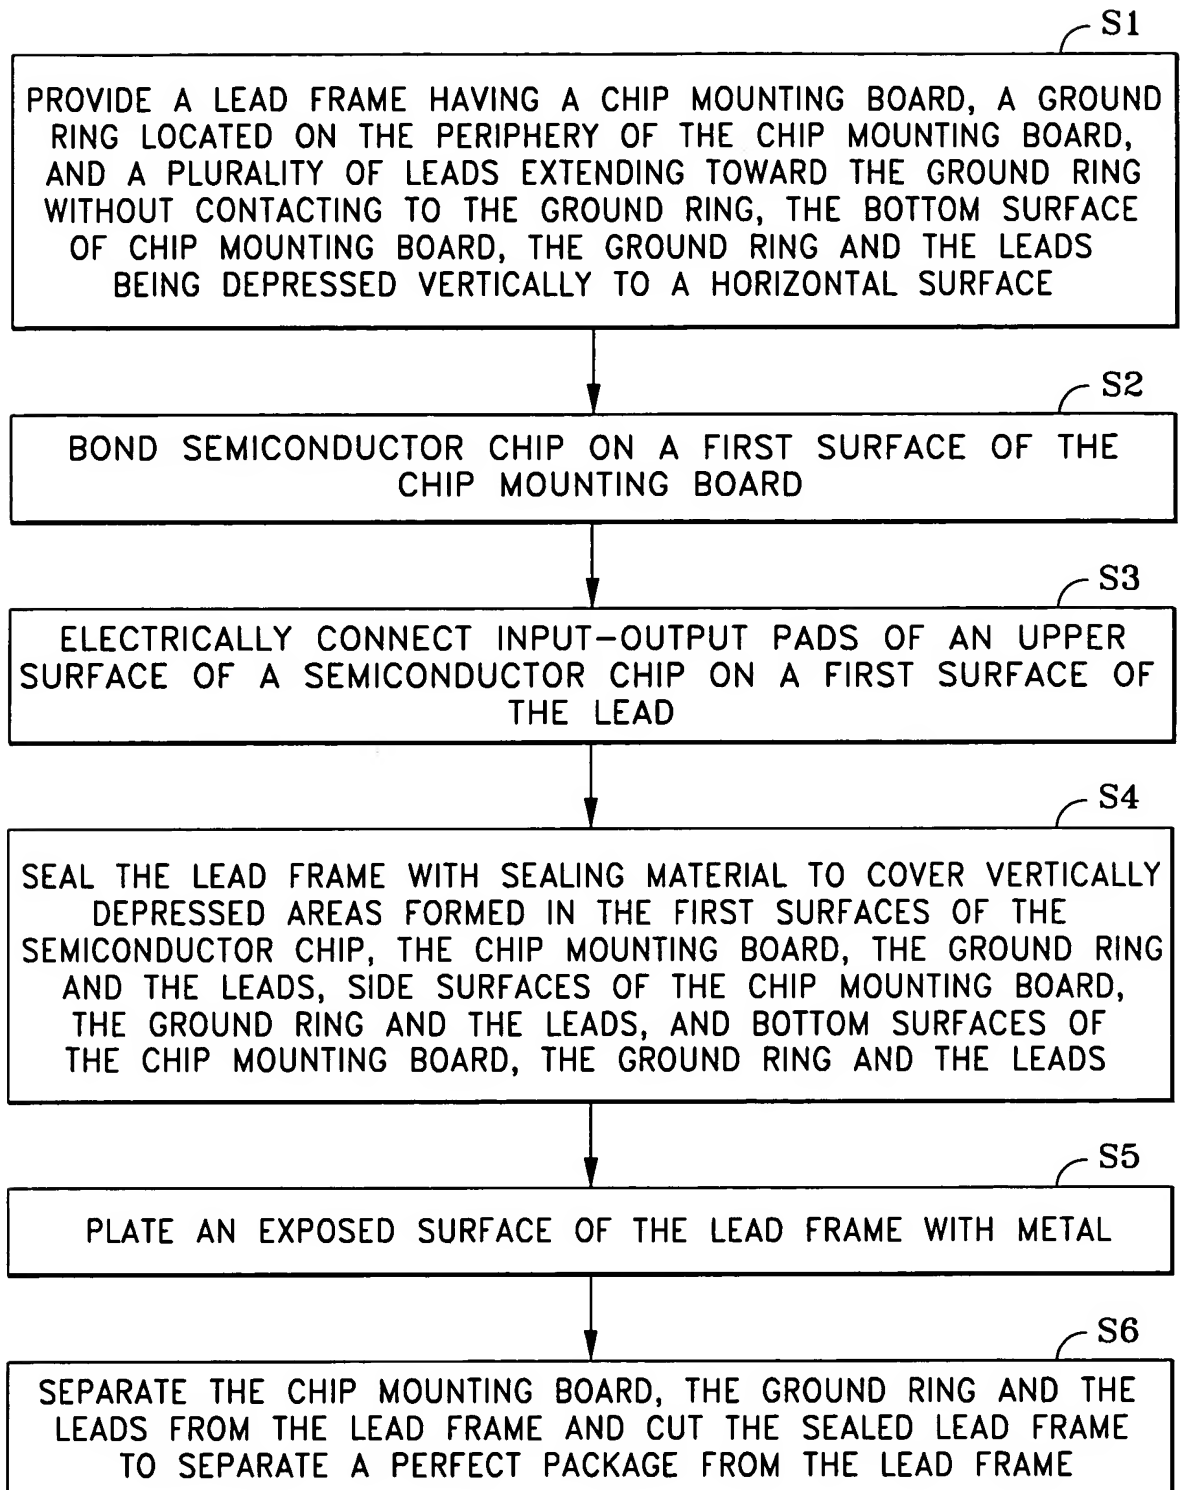 S1
PROVIDE A LEAD FRAME HAVING A CHIP MOUNTING BOARD, A GROUND
RING LOCATED ON THE PERIPHERY OF THE CHIP MOUNTING BOARD,
AND A PLURALITY OF LEADS EXTENDING TOWARD THE GROUND RING
WITHOUT CONTACTING TO THE GROUND RING, THE BOTTOM SURFACE
OF CHIP MOUNTING BOARD, THE GROUND RING AND THE LEADS
BEING DEPRESSED VERTICALLY TO A HORIZONTAL SURFACE
S2
BOND SEMICONDUCTOR CHIP ON A FIRST SURFACE OF THE
CHIP MOUNTING BOARD
S3
ELECTRICALLY CONNECT INPUT-OUTPUT PADS OF AN UPPER
SURFACE OF A SEMICONDUCTOR CHIP ON A FIRST SURFACE OF
THE LEAD
S4
SEAL THE LEAD FRAME WITH SEALING MATERIAL TO COVER VERTICALLY
DEPRESSED AREAS FORMED IN THE FIRST SURFACES OF THE
SEMICONDUCTOR CHIP, THE CHIP MOUNTING BOARD, THE GROUND RING
AND THE LEADS, SIDE SURFACES OF THE CHIP MOUNTING BOARD,
THE GROUND RING AND THE LEADS, AND BOTTOM SURFACES OF
THE CHIP MOUNTING BOARD, THE GROUND RING AND THE LEADS
S5
PLATE AN EXPOSED SURFACE OF THE LEAD FRAME WITH METAL
S6
SEPARATE THE CHIP MOUNTING BOARD, THE GROUND RING AND THE
LEADS FROM THE LEAD FRAME AND CUT THE SEALED LEAD FRAME
TO SEPARATE A PERFECT PACKAGE FROM THE LEAD FRAME